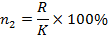 n₂ = R/K × 100%